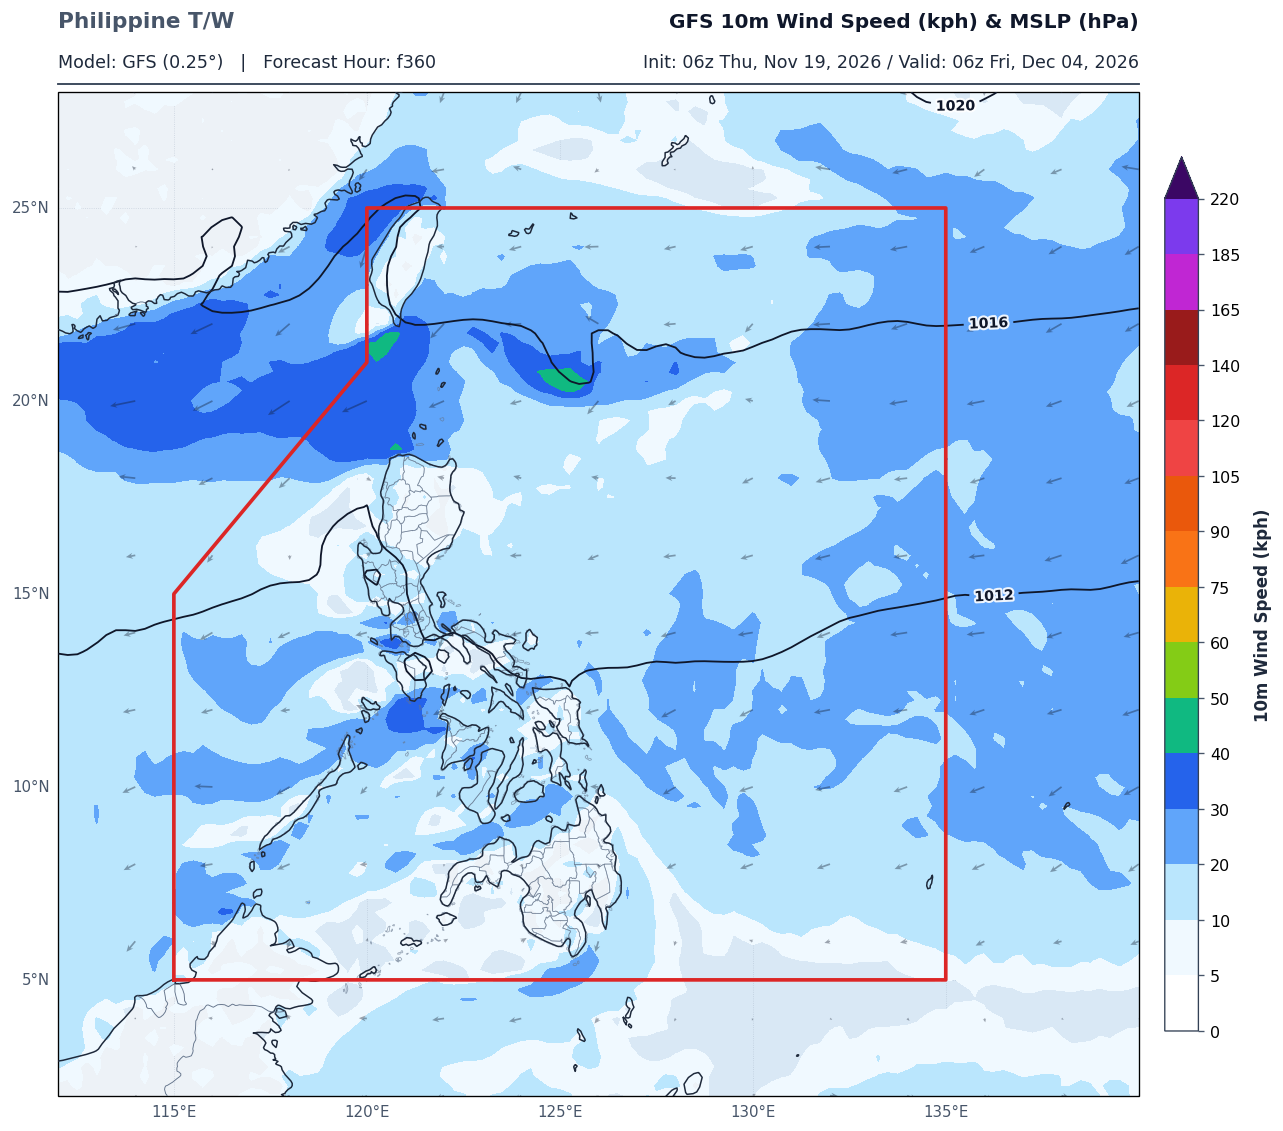 Philippine T/W
GFS 10m Wind Speed (kph) & MSLP (hPa)
Model: GFS (0.25°)   |   Forecast Hour: f360
Init: 06z Thu, Nov 19, 2026 / Valid: 06z Fri, Dec 04, 2026
1020
1016
1012
25°N
20°N
15°N
10°N
5°N
115°E
120°E
125°E
130°E
135°E
220
185
165
140
120
105
90
75
60
50
40
30
20
10
5
0
10m Wind Speed (kph)